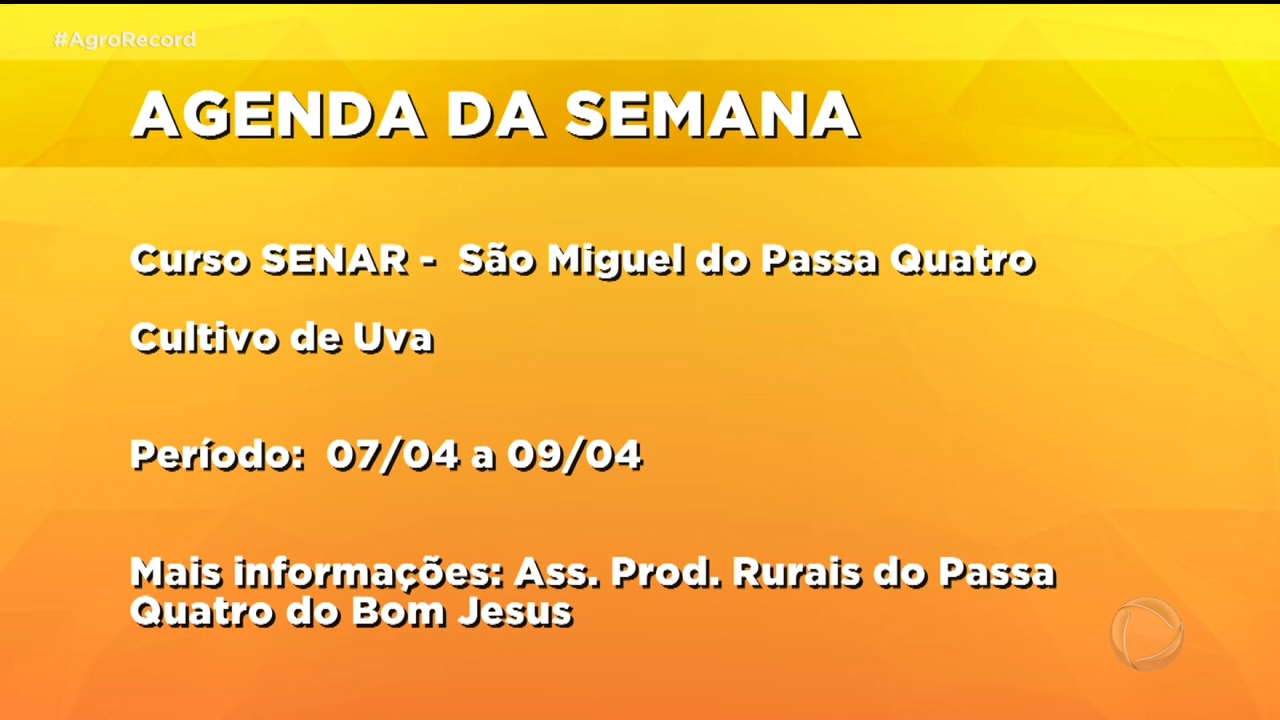 #AgroRecord
AGENDA DA SEMANA
Curso SENAR - São Miguel do Passa Quatro
Cultivo de Uva
Período: 07/04 a 09/04
Mais informações: Ass. Prod. Rurais do Passa
Quatro do Bom Jesus